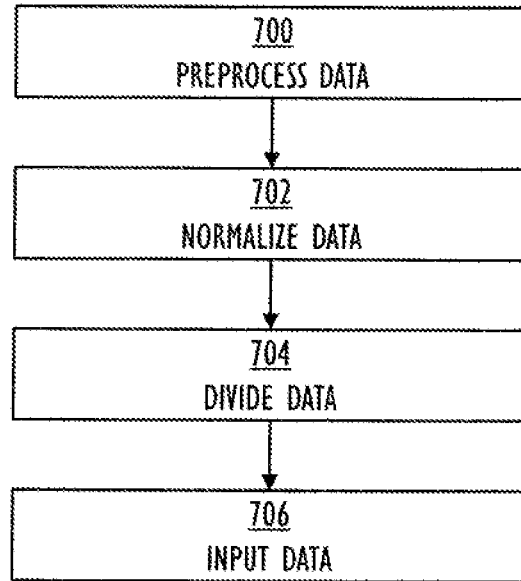 700
PREPROCESS DATA
702
NORMALIZE DATA
704
DIVIDE DATA
706
INPUT DATA